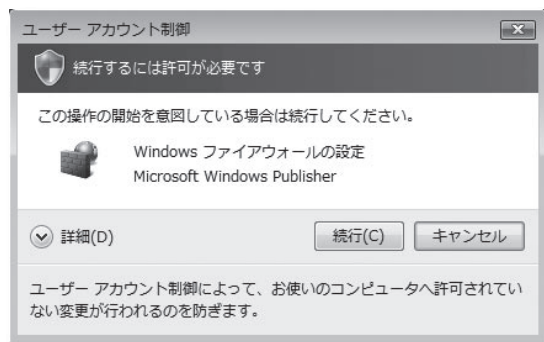 ユーザー アカウント制御
続行するには許可が必要です
この操作の開始を意図している場合は続行してください。
Windows ファイアウォールの設定
Microsoft Windows Publisher
詳細(D)
続行(C)
キャンセル
ユーザー アカウント制御によって、お使いのコンピュータへ許可されてい
ない変更が行われるのを防ぎます。